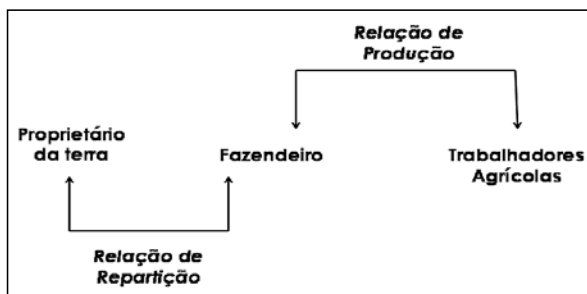 Relação de
Produção
Proprietário
da terra
Fazendeiro
Trabalhadores
Agrícolas
Relação de
Repartição